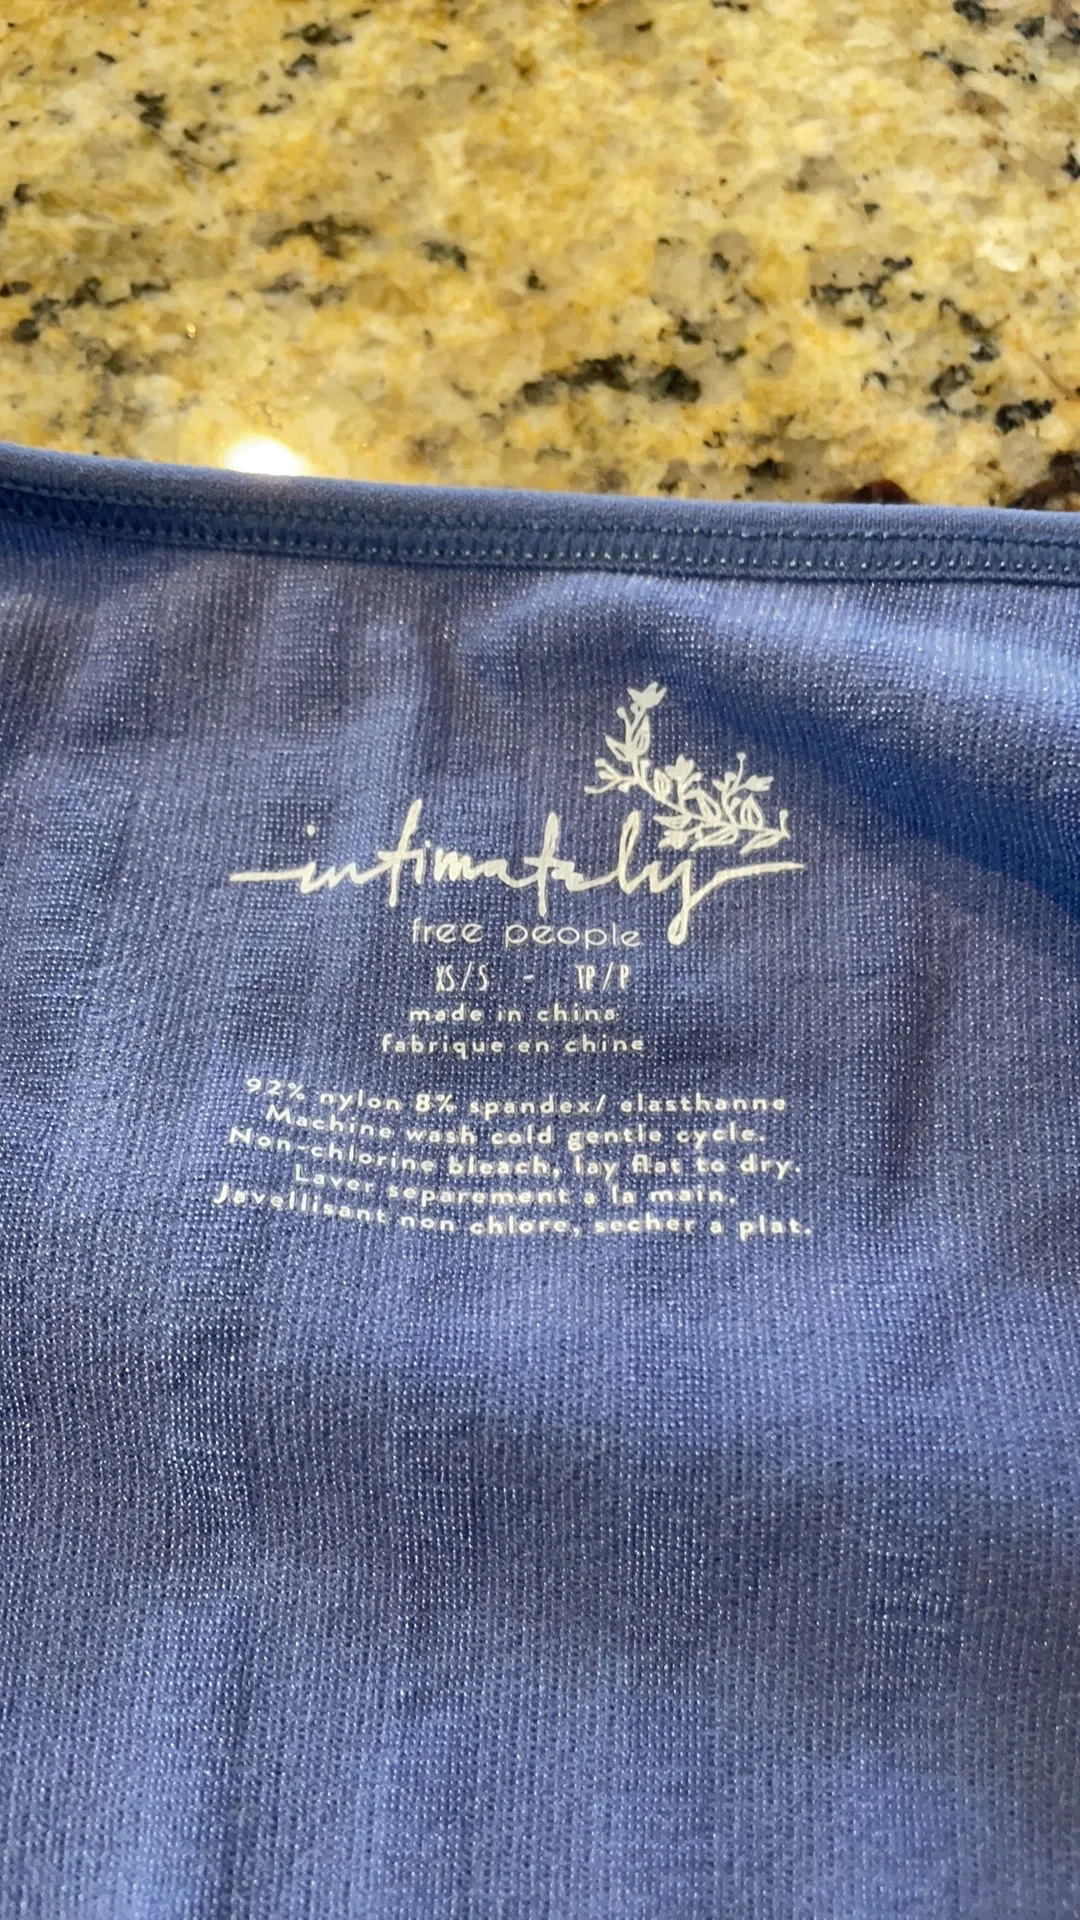 intimately
free people
XS/S - TP/P
made in china
fabrique en chine
92% nylon 8% spandex/ elasthanne
Machine wash cold gentle cycle.
Non-chlorine bleach, lay flat to dry.
Laver separement a la main.
Javellisant non chlore, secher a plat.